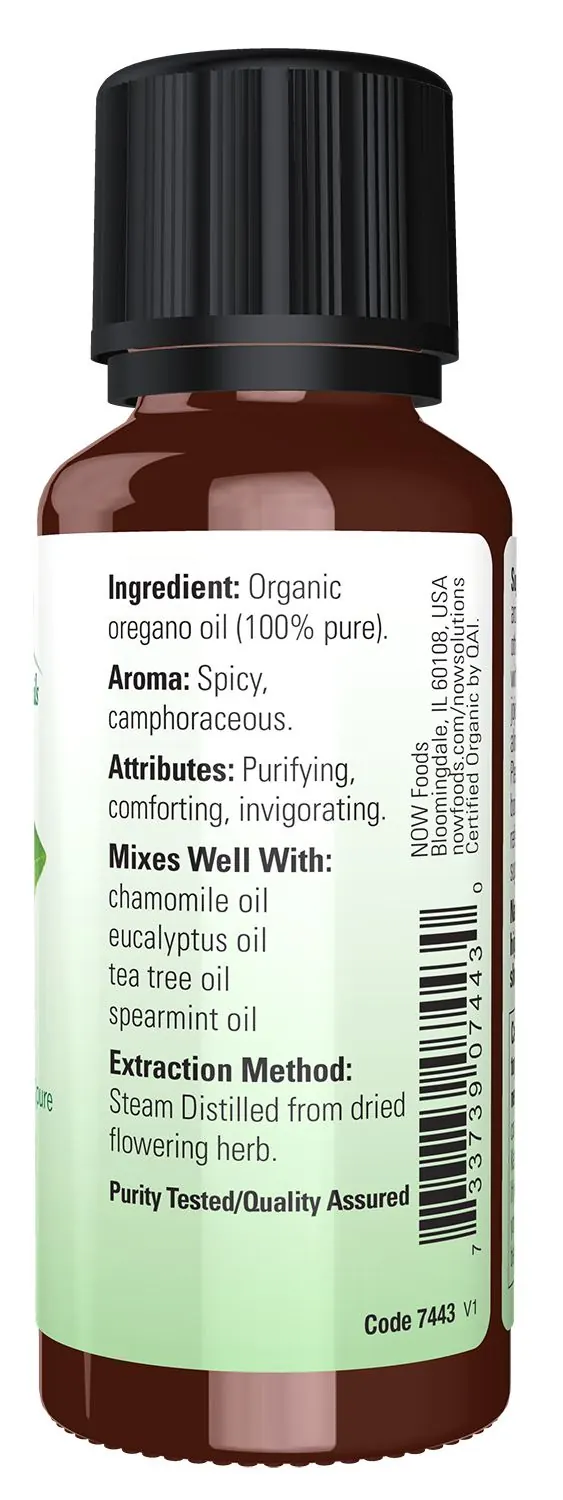 Ingredient: Organic
oregano oil (100% pure).
Aroma: Spicy,
camphoraceous.
Attributes: Purifying,
comforting, invigorating.
Mixes Well With:
chamomile oil
eucalyptus oil
tea tree oil
spearmint oil
Extraction Method:
Steam Distilled from dried
flowering herb.
Purity Tested/Quality Assured
Code 7443 V1
NOW Foods
Bloomingdale, IL 60108, USA
nowfoods.com/nowsolutions
Certified Organic by QAI.
7 33739 07443 0